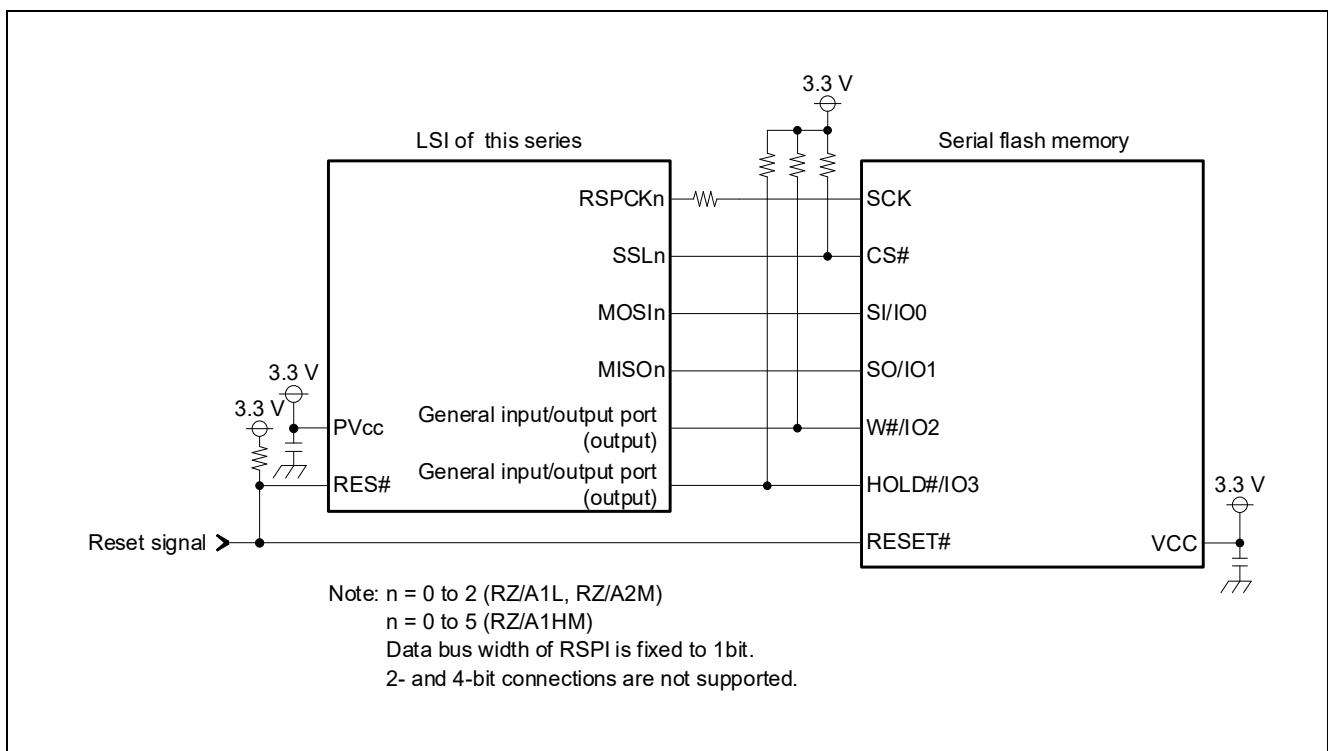 3.3 V
LSI of this series
Serial flash memory
RSPCKn
SCK
SSLn
CS#
MOSIn
SI/IO0
MISOn
SO/IO1
3.3 V
3.3 V
PVcc
General input/output port
(output)
W#/IO2
RES#
General input/output port
(output)
HOLD#/IO3
3.3 V
Reset signal
RESET#
VCC
Note: n = 0 to 2 (RZ/A1L, RZ/A2M)
n = 0 to 5 (RZ/A1HM)
Data bus width of RSPI is fixed to 1bit.
2- and 4-bit connections are not supported.